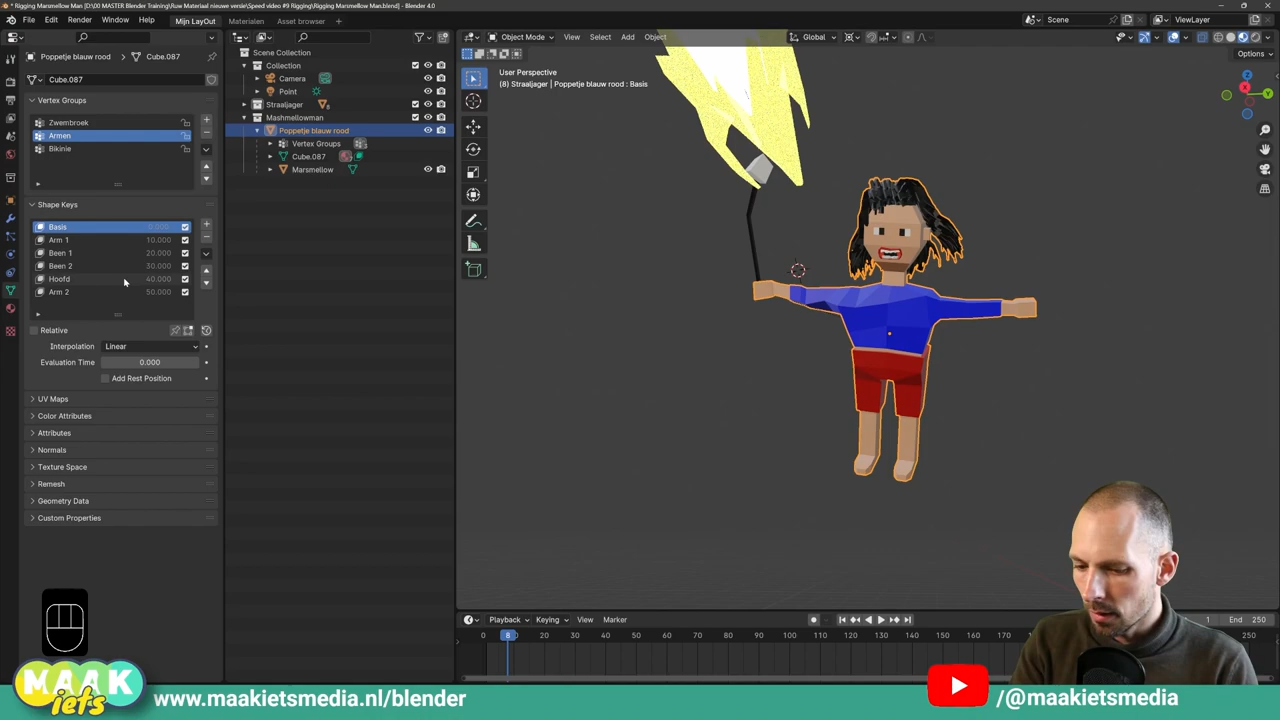 * Rigging Marsmellow Man [D:\00 MASTER Blender Training\Ruw Materiaal nieuwe versie\Speed video #9 Rigging\Rigging Marsmellow Man.blend] - Blender 4.0
File Edit Render Window Help Mijn LayOut Materialen Asset browser Scene ViewLayer
Object Mode View Select Add Object Global Options
Poppetje blauw rood Cube.087
Cube.087
Vertex Groups
Zwembroek
Armen
Bikinie
Shape Keys
Basis 0.000
Arm 1 10.000
Been 1 20.000
Been 2 30.000
Hoofd 40.000
Arm 2 50.000
Relative
Interpolation Linear
Evaluation Time 0.000
Add Rest Position
UV Maps
Color Attributes
Attributes
Normals
Texture Space
Remesh
Geometry Data
Custom Properties
Scene Collection
Collection
Camera
Point
Straaljager
Mashmellowman
Poppetje blauw rood
Vertex Groups
Cube.087
Marsmellow
User Perspective
(8) Straaljager | Poppetje blauw rood : Basis
Playback Keying View Marker 1 End 250
0 8 10 20 30 40 50 60 70 80 90 100 110 120 130 140 150 160 170 250
MAAK
iets
www.maakietsmedia.nl/blender
/@maakietsmedia